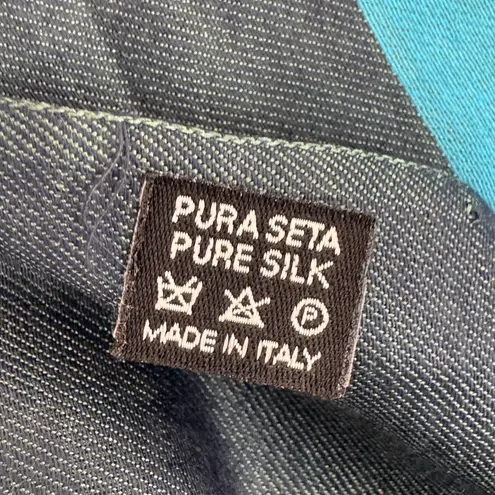 PURA SETA
PURE SILK
P
MADE IN ITALY